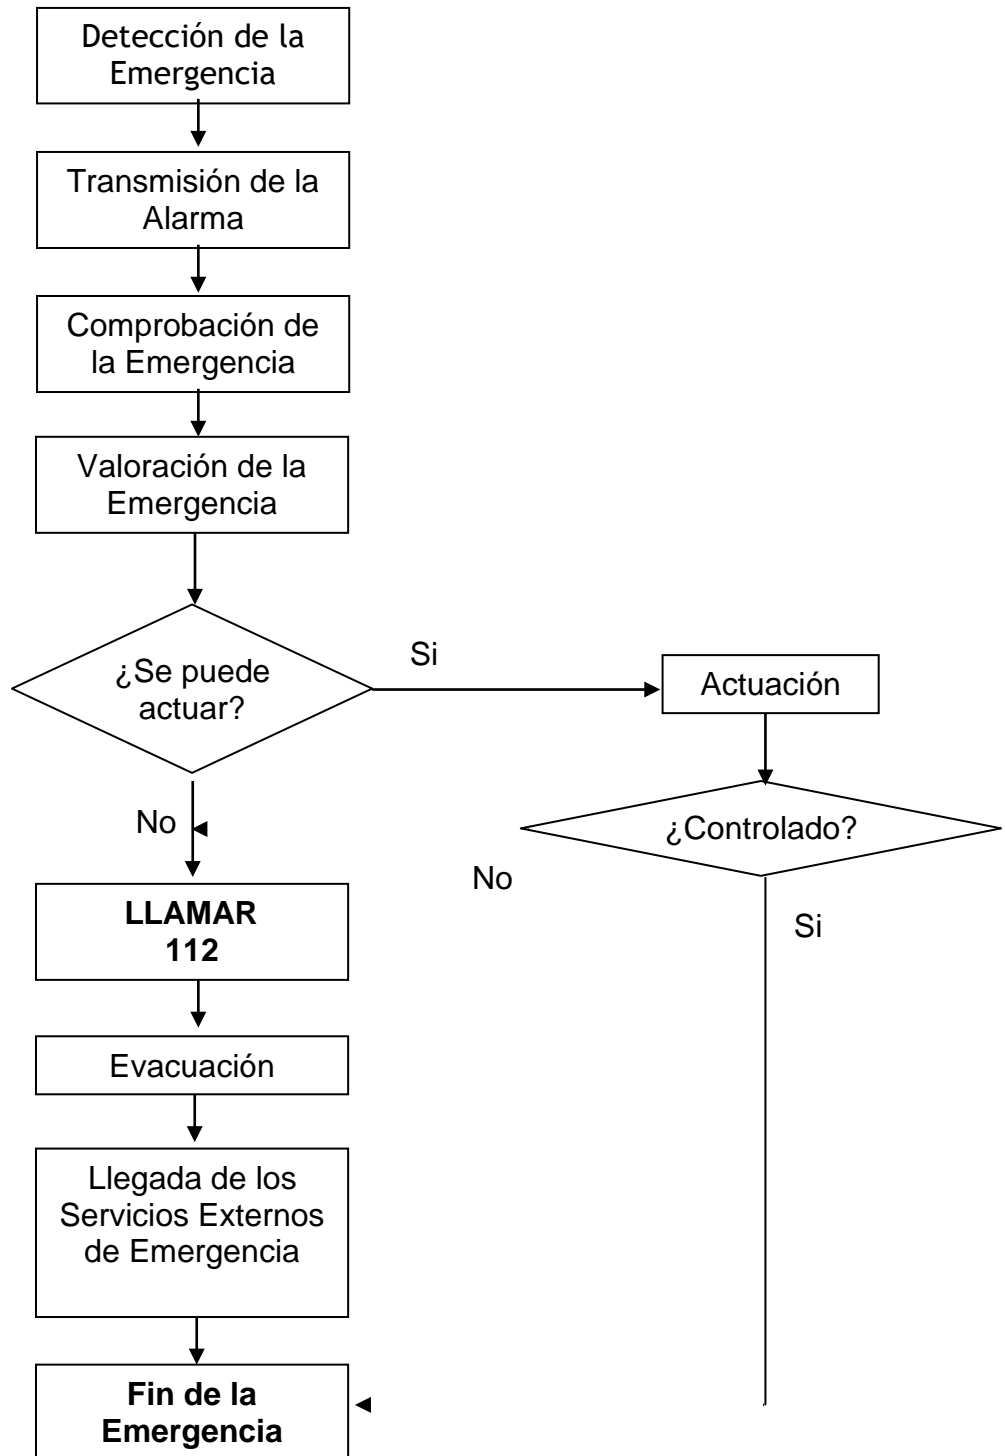 Detección de la
Emergencia
Transmisión de la
Alarma
Comprobación de
la Emergencia
Valoración de la
Emergencia
¿Se puede
actuar?
Si
Actuación
¿Controlado?
No
No
Si
LLAMAR
112
Evacuación
Llegada de los
Servicios Externos
de Emergencia
Fin de la
Emergencia